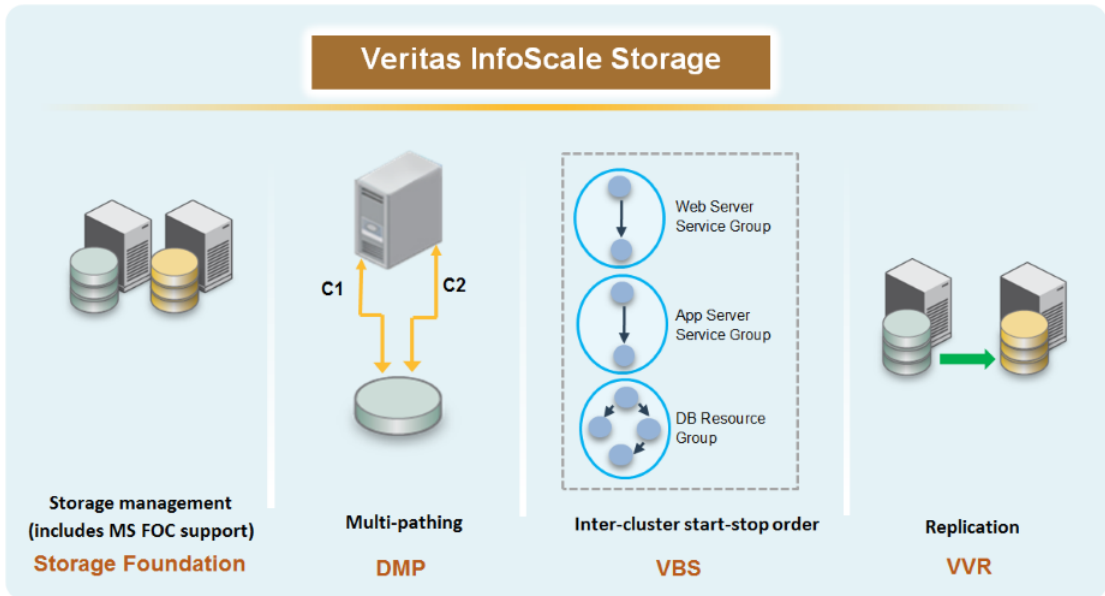 Veritas InfoScale Storage
Storage management
(includes MS FOC support)
Storage Foundation
C1
C2
Multi-pathing
DMP
Web Server
Service Group
App Server
Service Group
DB Resource
Group
Inter-cluster start-stop order
VBS
Replication
VVR